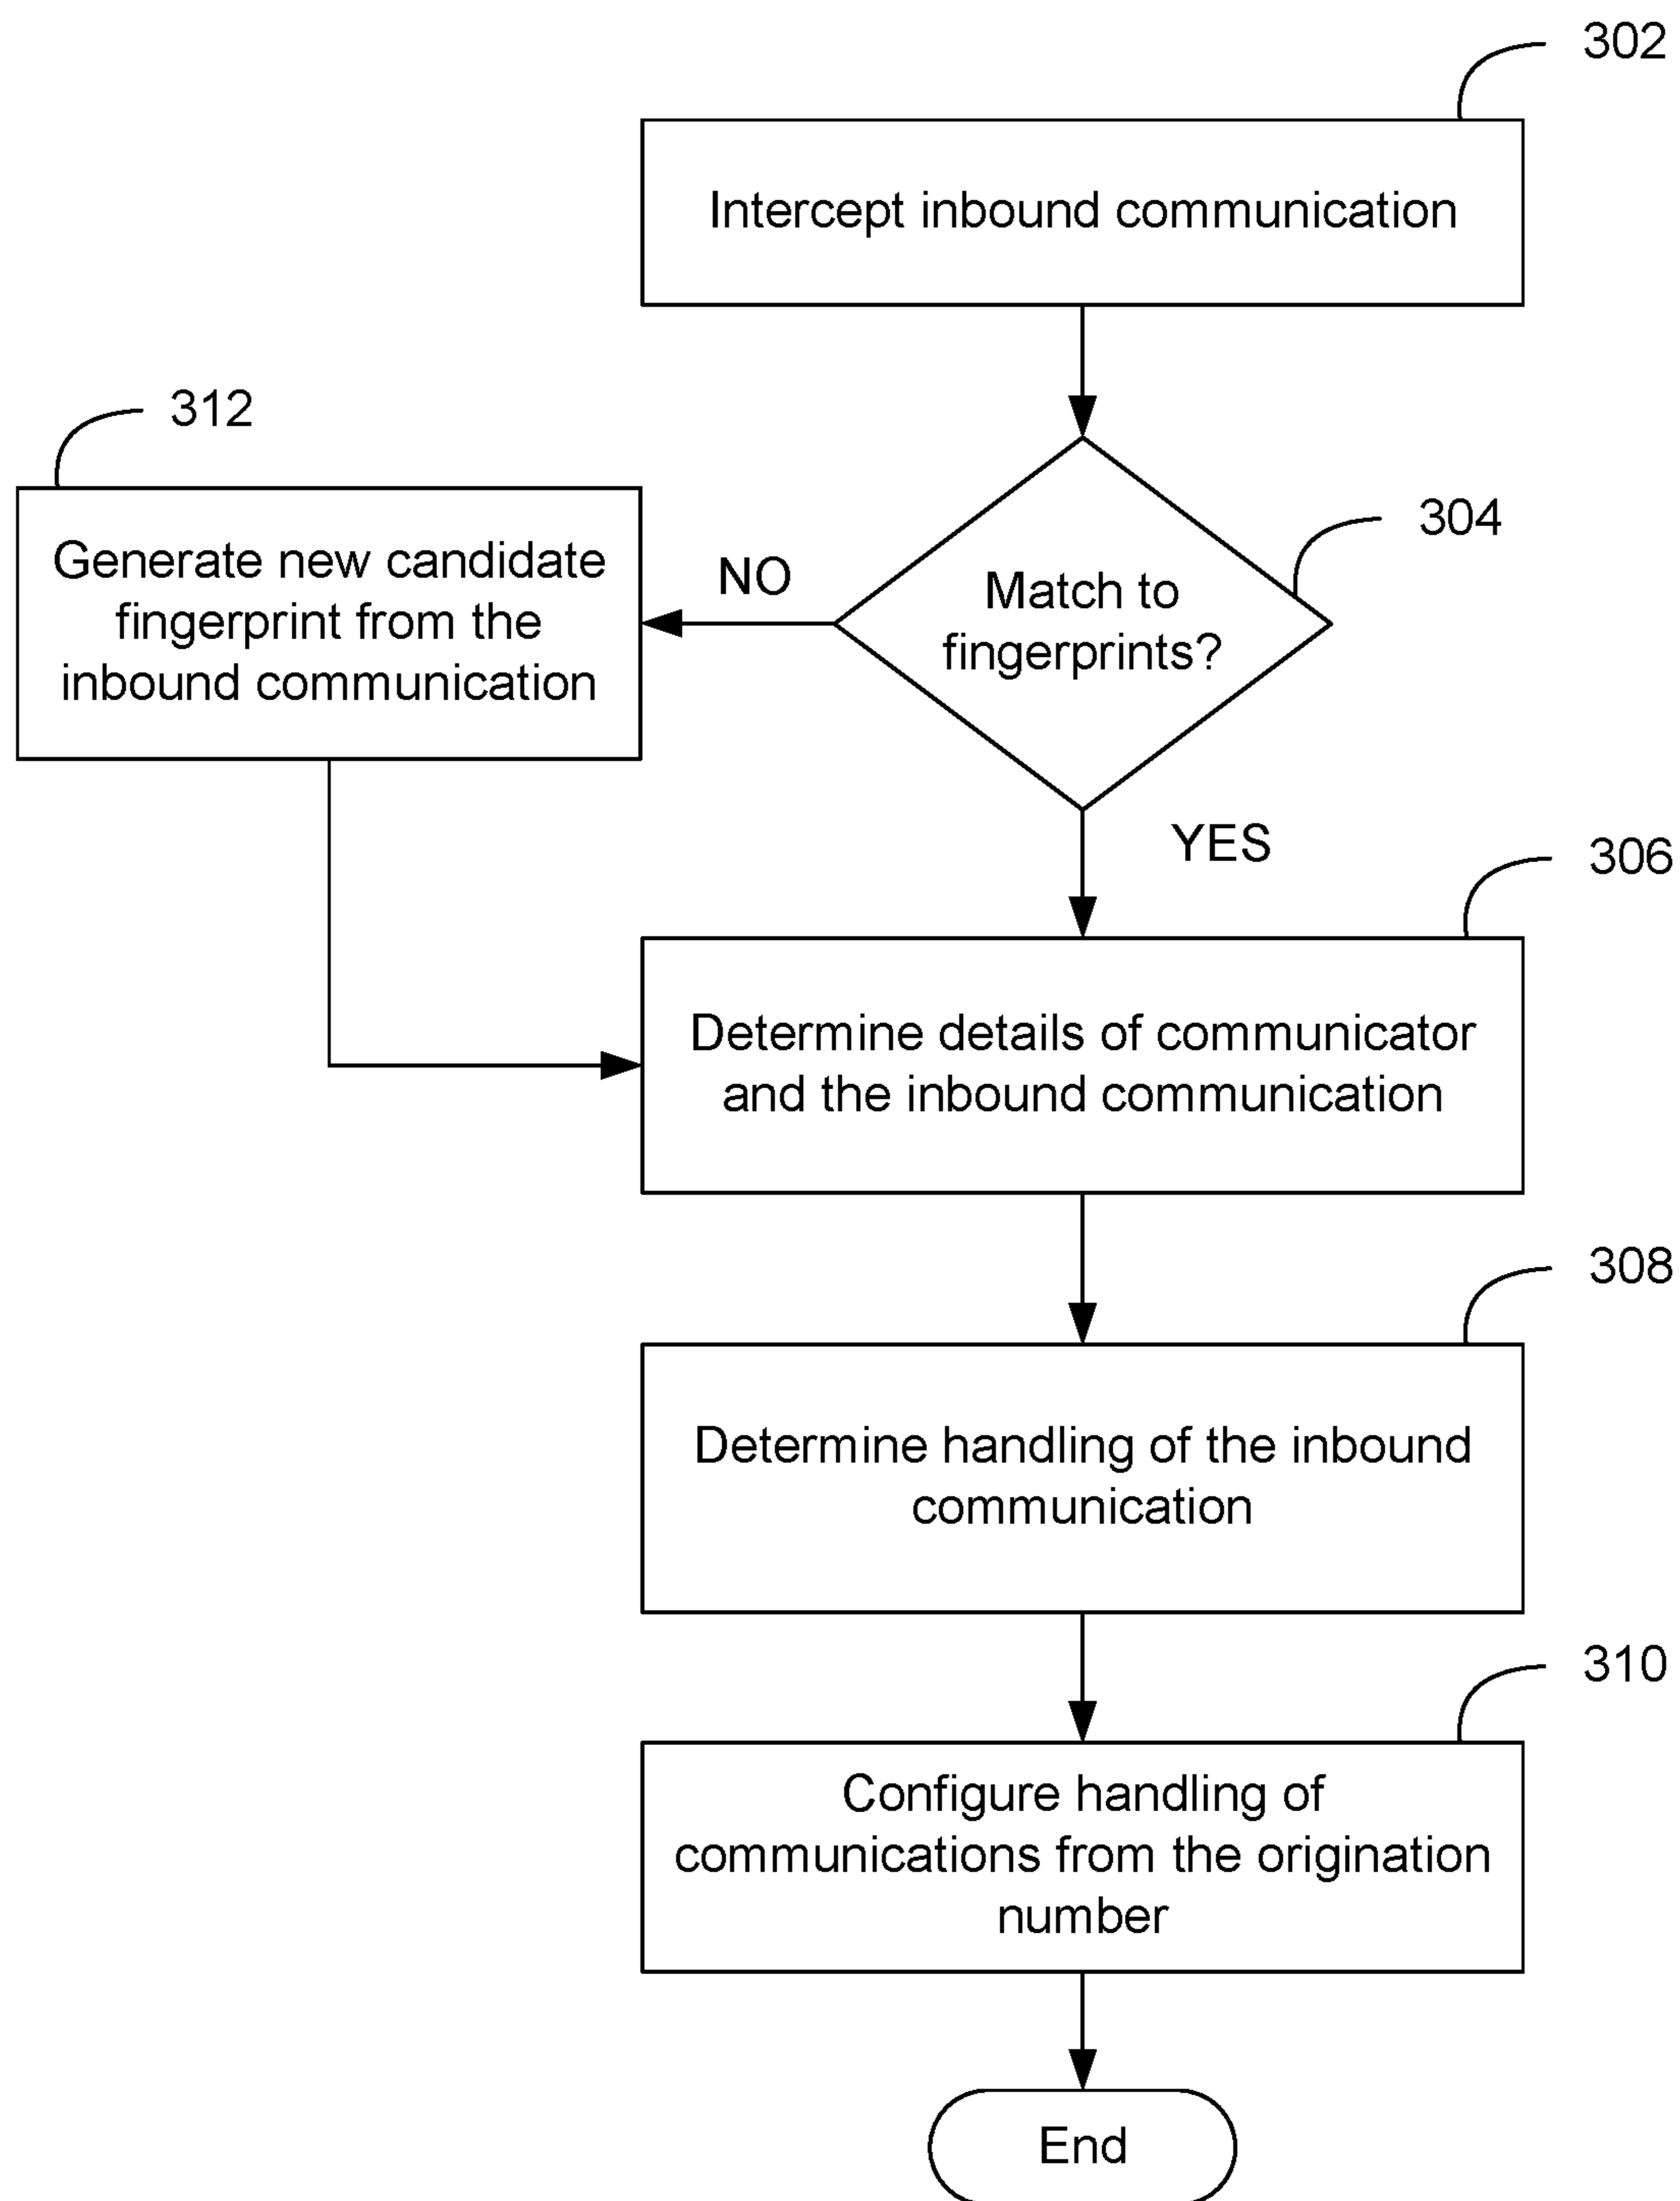 302
Intercept inbound communication
312
Generate new candidate
fingerprint from the
inbound communication
NO
304
Match to
fingerprints?
YES
306
Determine details of communicator
and the inbound communication
308
Determine handling of the inbound
communication
310
Configure handling of
communications from the origination
number
End